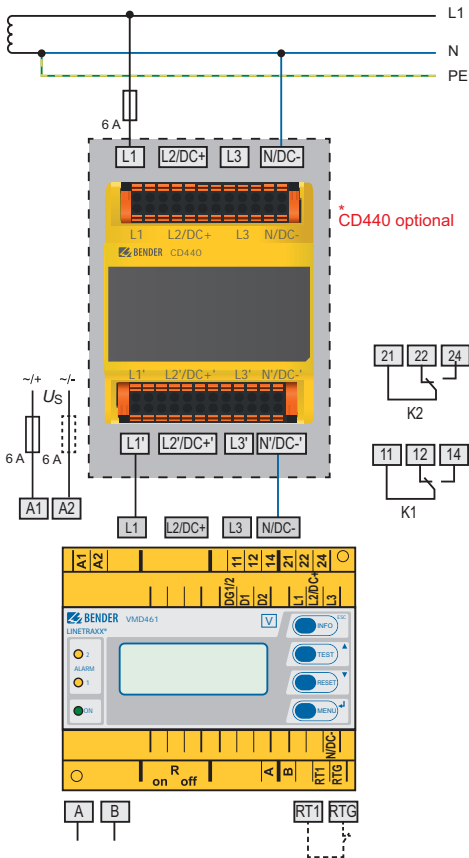 L1
N
PE
6 A
L1 L2/DC+ L3 N/DC-
*
CD440 optional
L1 L2/DC+ L3 N/DC-
BENDER CD440
L1' L2'/DC+' L3' N'/DC-'
~/+ ~/-
US
6 A 6 A
A1 A2
L1' L2'/DC+' L3' N'/DC-'
21 22 24
K2
11 12 14
K1
L1 L2/DC+ L3 N/DC-
A1 A2 11 12 14 21 22 24
DG1/2 D1 D2 L1 L2/DC+ L3
BENDER VMD461 V
LINETRAXX®
INFO ESC
2
ALARM
1
TEST
RESET
ON
MENU
N/DC-
R
on off
A B RT1 RTG
A B RT1 RTG